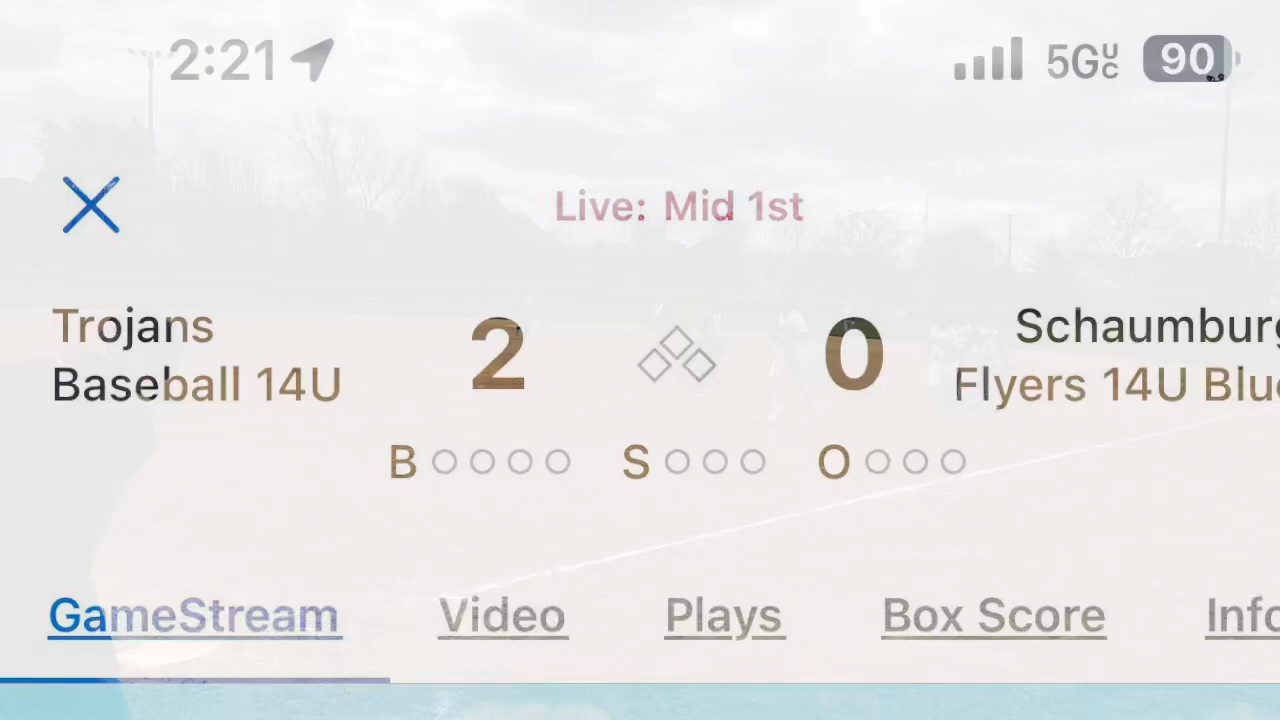 2:21 5G UC 90
Live: Mid 1st
Trojans 2 0 Schaumburg
Baseball 14U Flyers 14U Blue
B S O
GameStream Video Plays Box Score Info